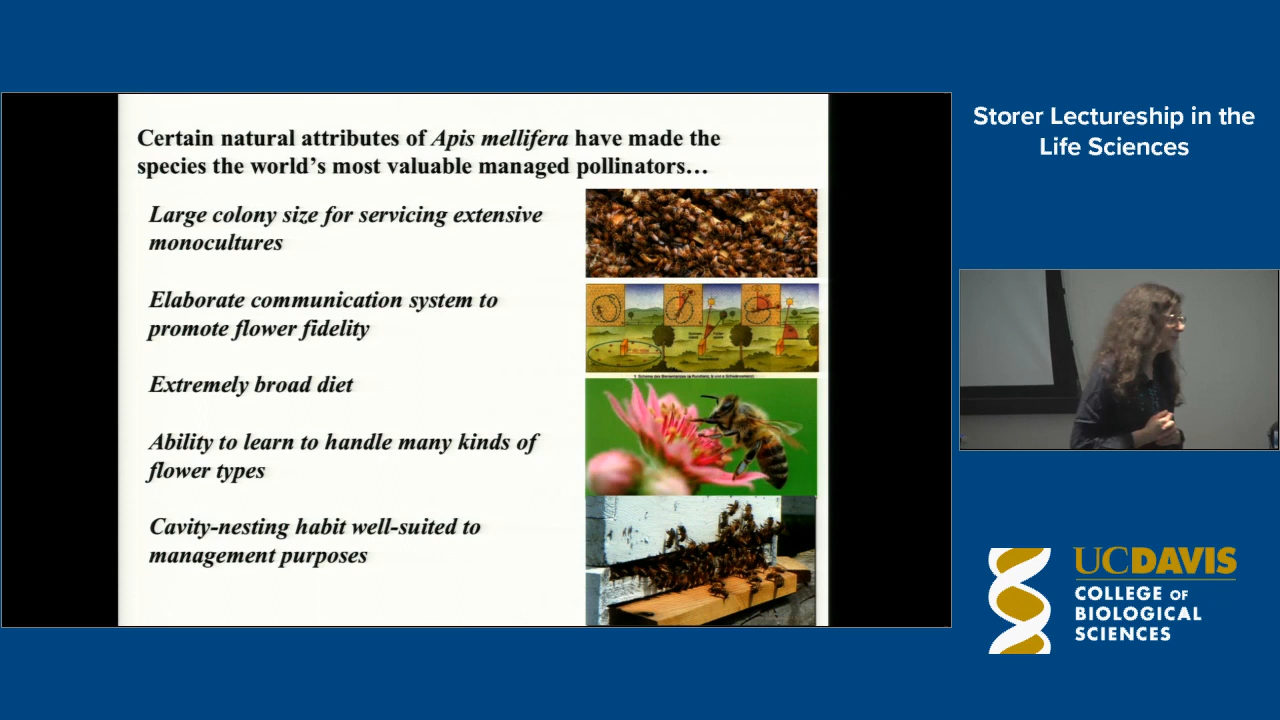 Certain natural attributes of Apis mellifera have made the
species the world’s most valuable managed pollinators…
Large colony size for servicing extensive
monocultures
Elaborate communication system to
promote flower fidelity
Extremely broad diet
Ability to learn to handle many kinds of
flower types
Cavity-nesting habit well-suited to
management purposes
Storer Lectureship in the
Life Sciences
UCDAVIS
COLLEGE OF
BIOLOGICAL
SCIENCES